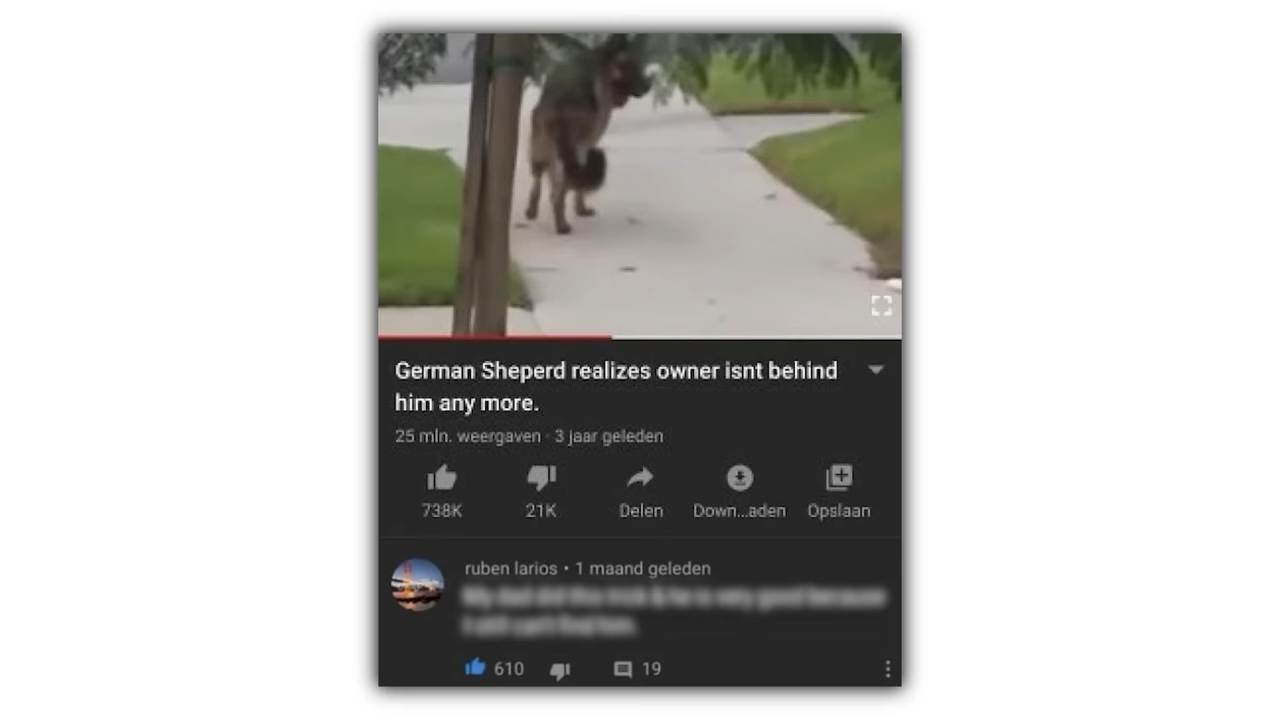 German Sheperd realizes owner isnt behind
him any more.
25 mln. weergaven · 3 jaar geleden
738K 21K Delen Down...aden Opslaan
ruben larios • 1 maand geleden
610 19